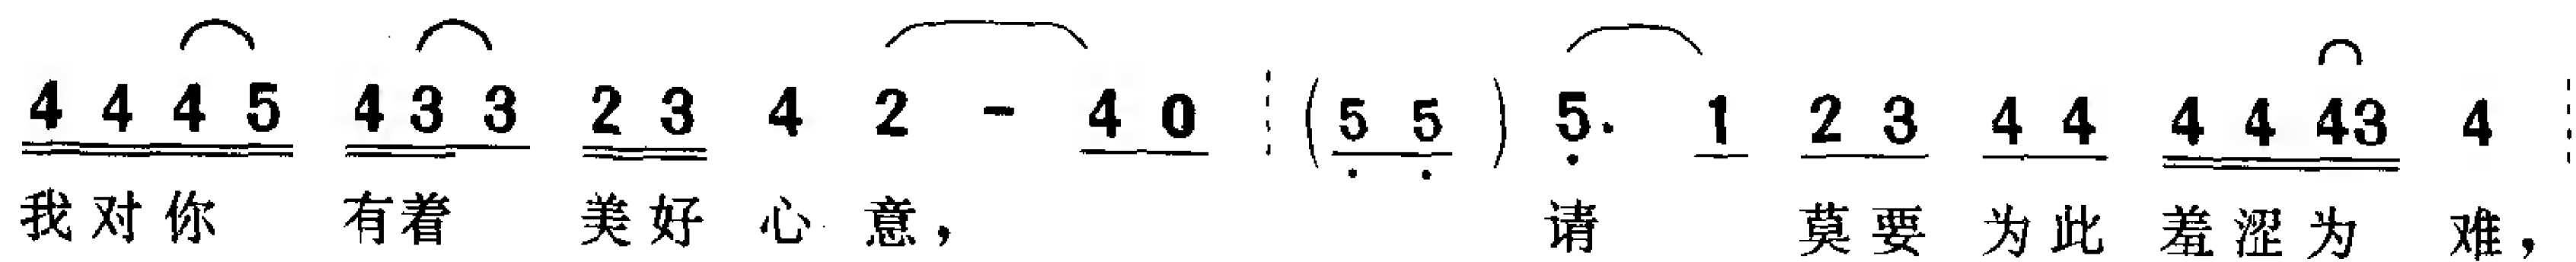 4 4 4 5 4 3 3 2 3 4 2 - 4 0 ( 5 5 ) 5. 1 2 3 4 4 4 4 43 4
我对你 有着 美好 心 意， 请 莫要 为此 羞涩为 难，